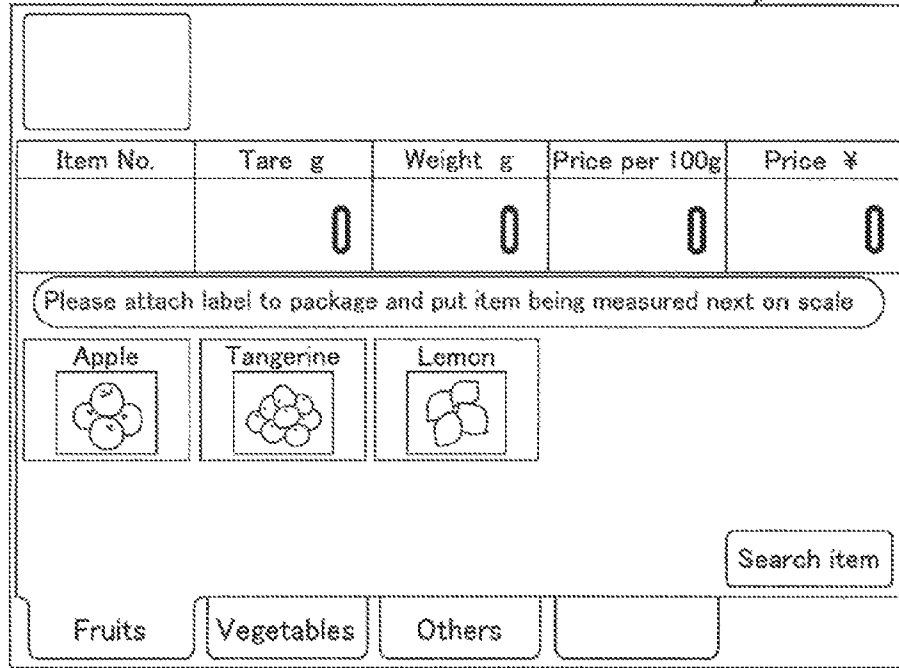 Item No. Tare g Weight g Price per 100g Price ¥
0 0 0 0
Please attach label to package and put item being measured next on scale
Apple Tangerine Lemon
Search item
Fruits Vegetables Others